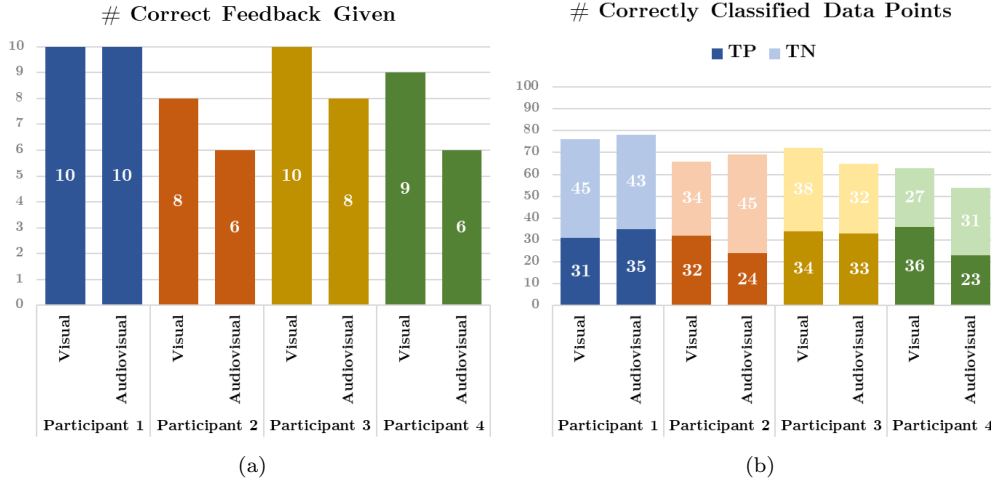 # Correct Feedback Given
10
9
8
7
6
5
4
3
2
1
0
10
10
8
6
10
8
9
6
Visual
Audiovisual
Visual
Audiovisual
Visual
Audiovisual
Visual
Audiovisual
Participant 1
Participant 2
Participant 3
Participant 4
(a)
# Correctly Classified Data Points
TP TN
100
90
80
70
60
50
40
30
20
10
0
45
43
34
45
38
32
27
31
31
35
32
24
34
33
36
23
Visual
Audiovisual
Visual
Audiovisual
Visual
Audiovisual
Visual
Audiovisual
Participant 1
Participant 2
Participant 3
Participant 4
(b)